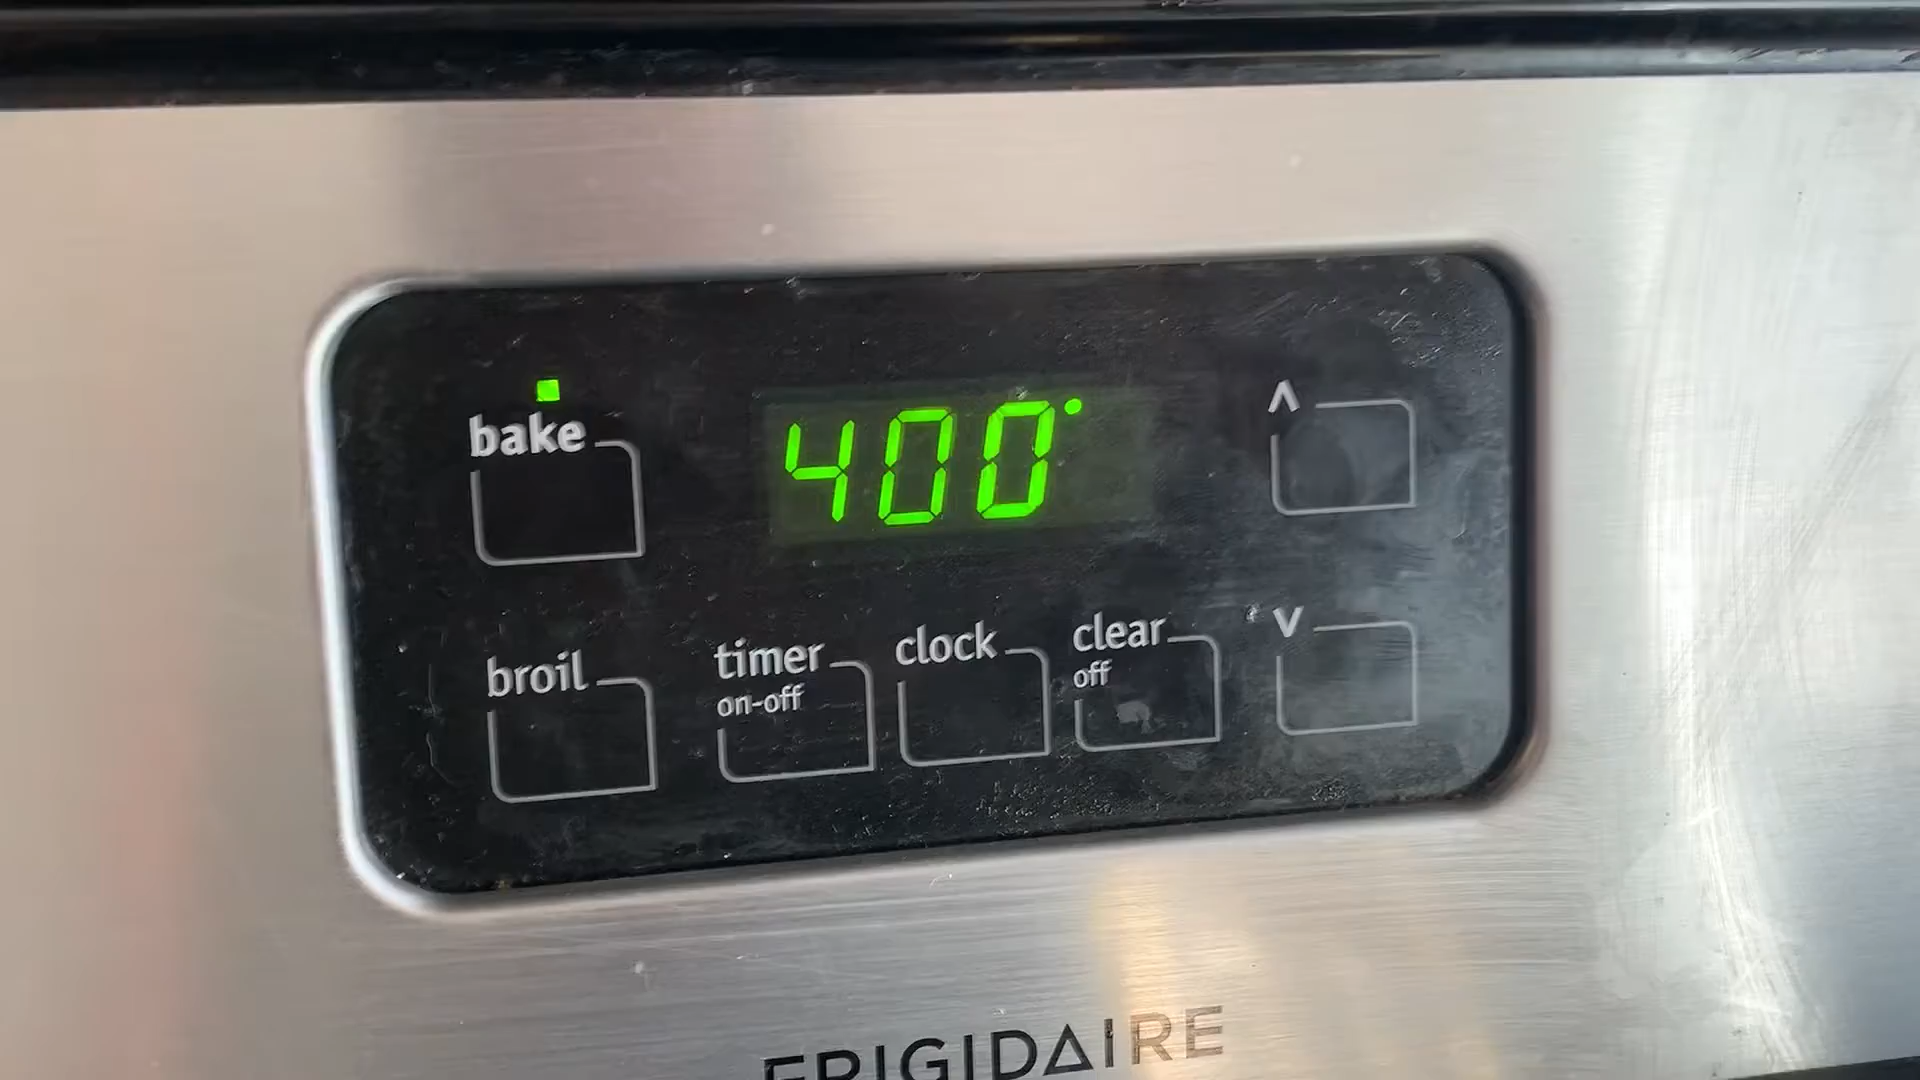 bake
400°
^
broil
timer
on-off
clock
clear
off
v
FRIGIDAIRE